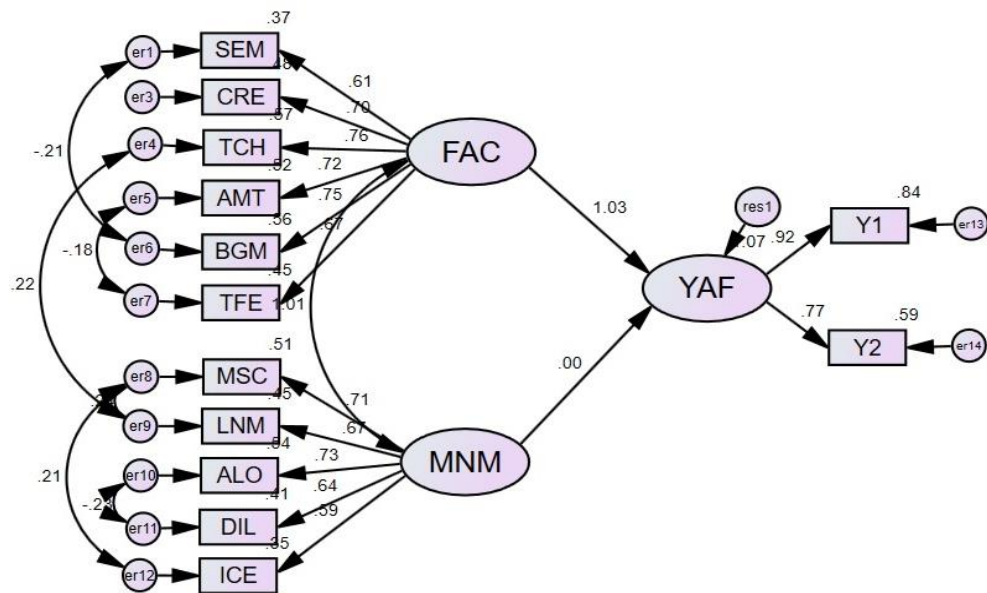 .37
er1 SEM
.48
.61
er3 CRE
.70
.57
er4 TCH
.76
FAC
.52
.72
-.21
er5 AMT
.75
.84
res1
1.03
er13
Y1
.56
.67
-.18
er6 BGM
.07 .92
.45
.22
er7 TFE
1.01
YAF
.77
.59
.51
Y2
er14
er8 MSC
.00
.45
.71
er9 LNM
.67
.54
.73
MNM
er10 ALO
.21
.64
.41
-.23
er11 DIL
.59
.35
er12 ICE